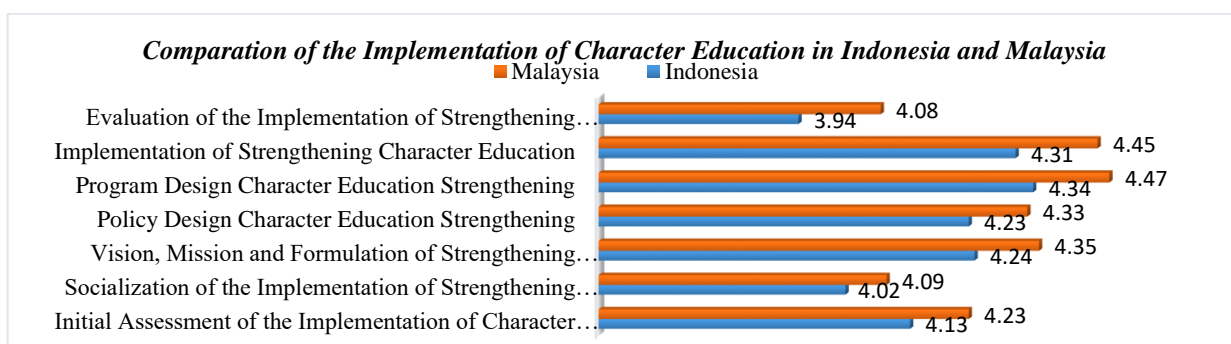 Comparation of the Implementation of Character Education in Indonesia and Malaysia
Malaysia Indonesia
Evaluation of the Implementation of Strengthening… 4.08
3.94
Implementation of Strengthening Character Education 4.45
4.31
Program Design Character Education Strengthening 4.47
4.34
Policy Design Character Education Strengthening 4.33
4.23
Vision, Mission and Formulation of Strengthening… 4.35
4.24
Socialization of the Implementation of Strengthening… 4.09
4.02
Initial Assessment of the Implementation of Character… 4.23
4.13